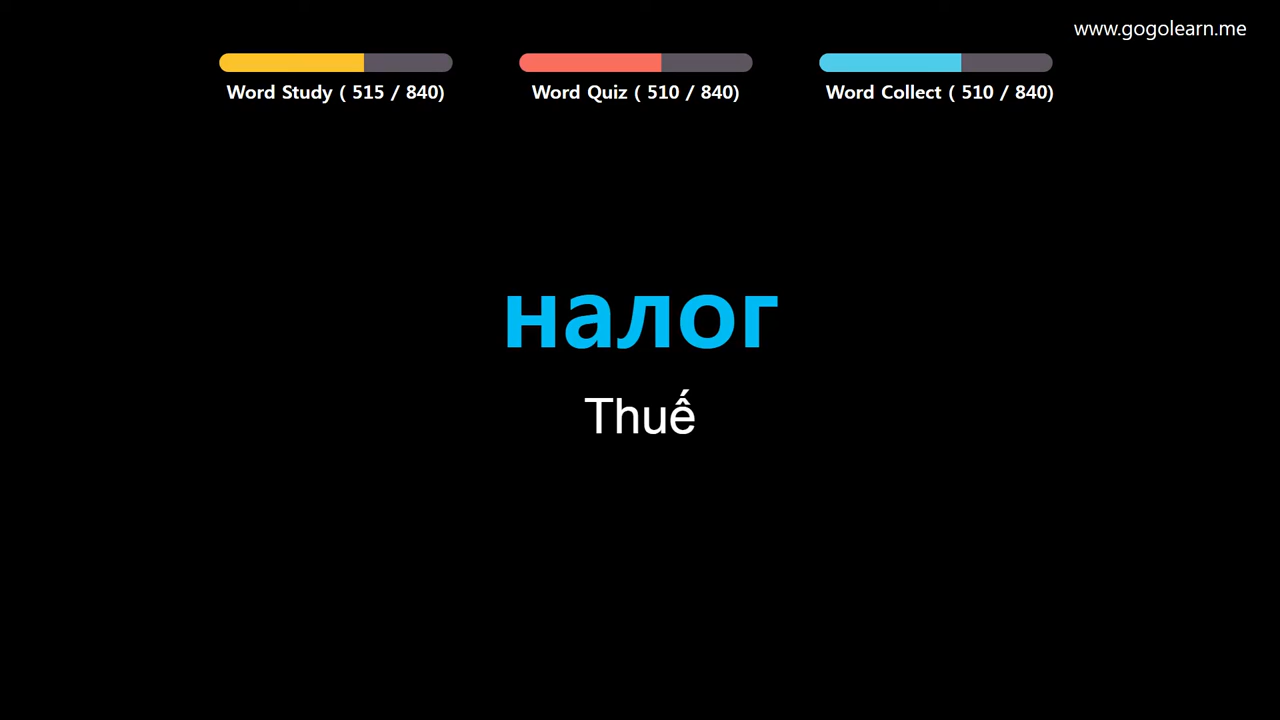 www.gogolearn.me
Word Study ( 515 / 840)
Word Quiz ( 510 / 840)
Word Collect ( 510 / 840)
налог
Thuế